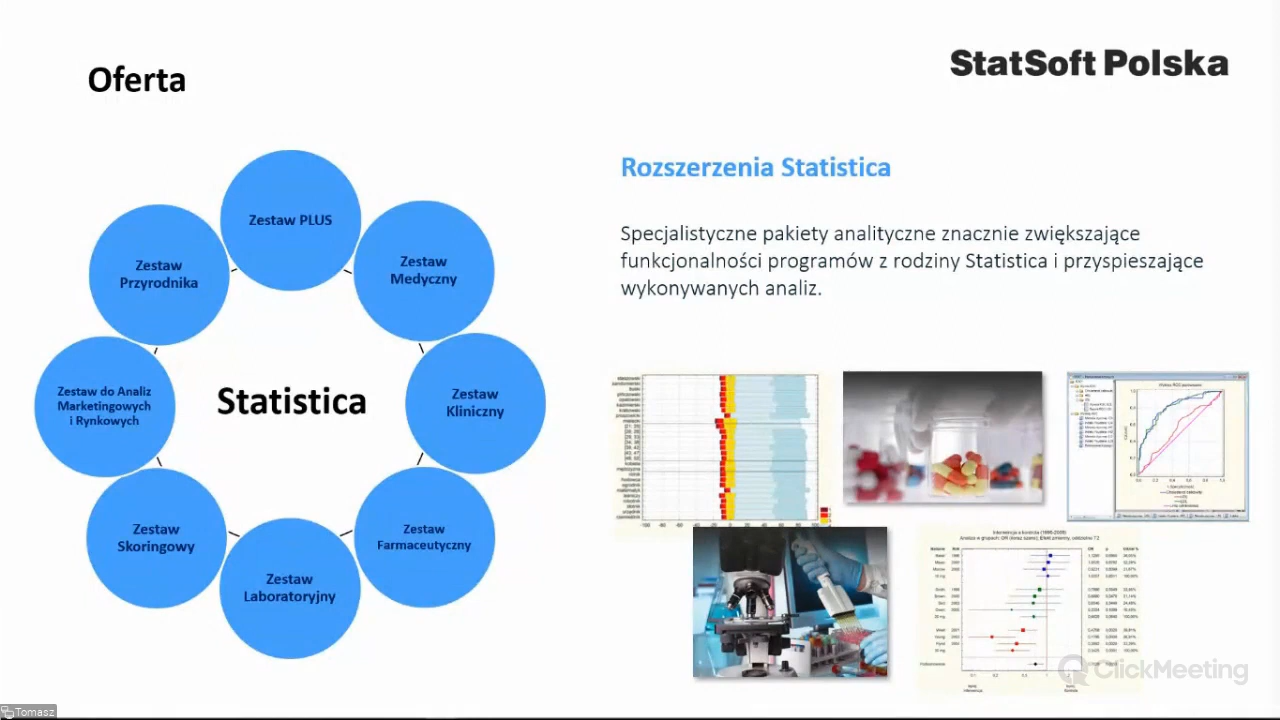 Oferta
StatSoft Polska
Zestaw PLUS
Zestaw
Medyczny
Zestaw
Kliniczny
Zestaw
Farmaceutyczny
Zestaw
Laboratoryjny
Zestaw
Skoringowy
Zestaw do Analiz
Marketingowych
i Rynkowych
Zestaw
Przyrodnika
Statistica
Rozszerzenia Statistica
Specjalistyczne pakiety analityczne znacznie zwiększające
funkcjonalności programów z rodziny Statistica i przyspieszające
wykonywanych analiz.
ClickMeeting
Tomasz